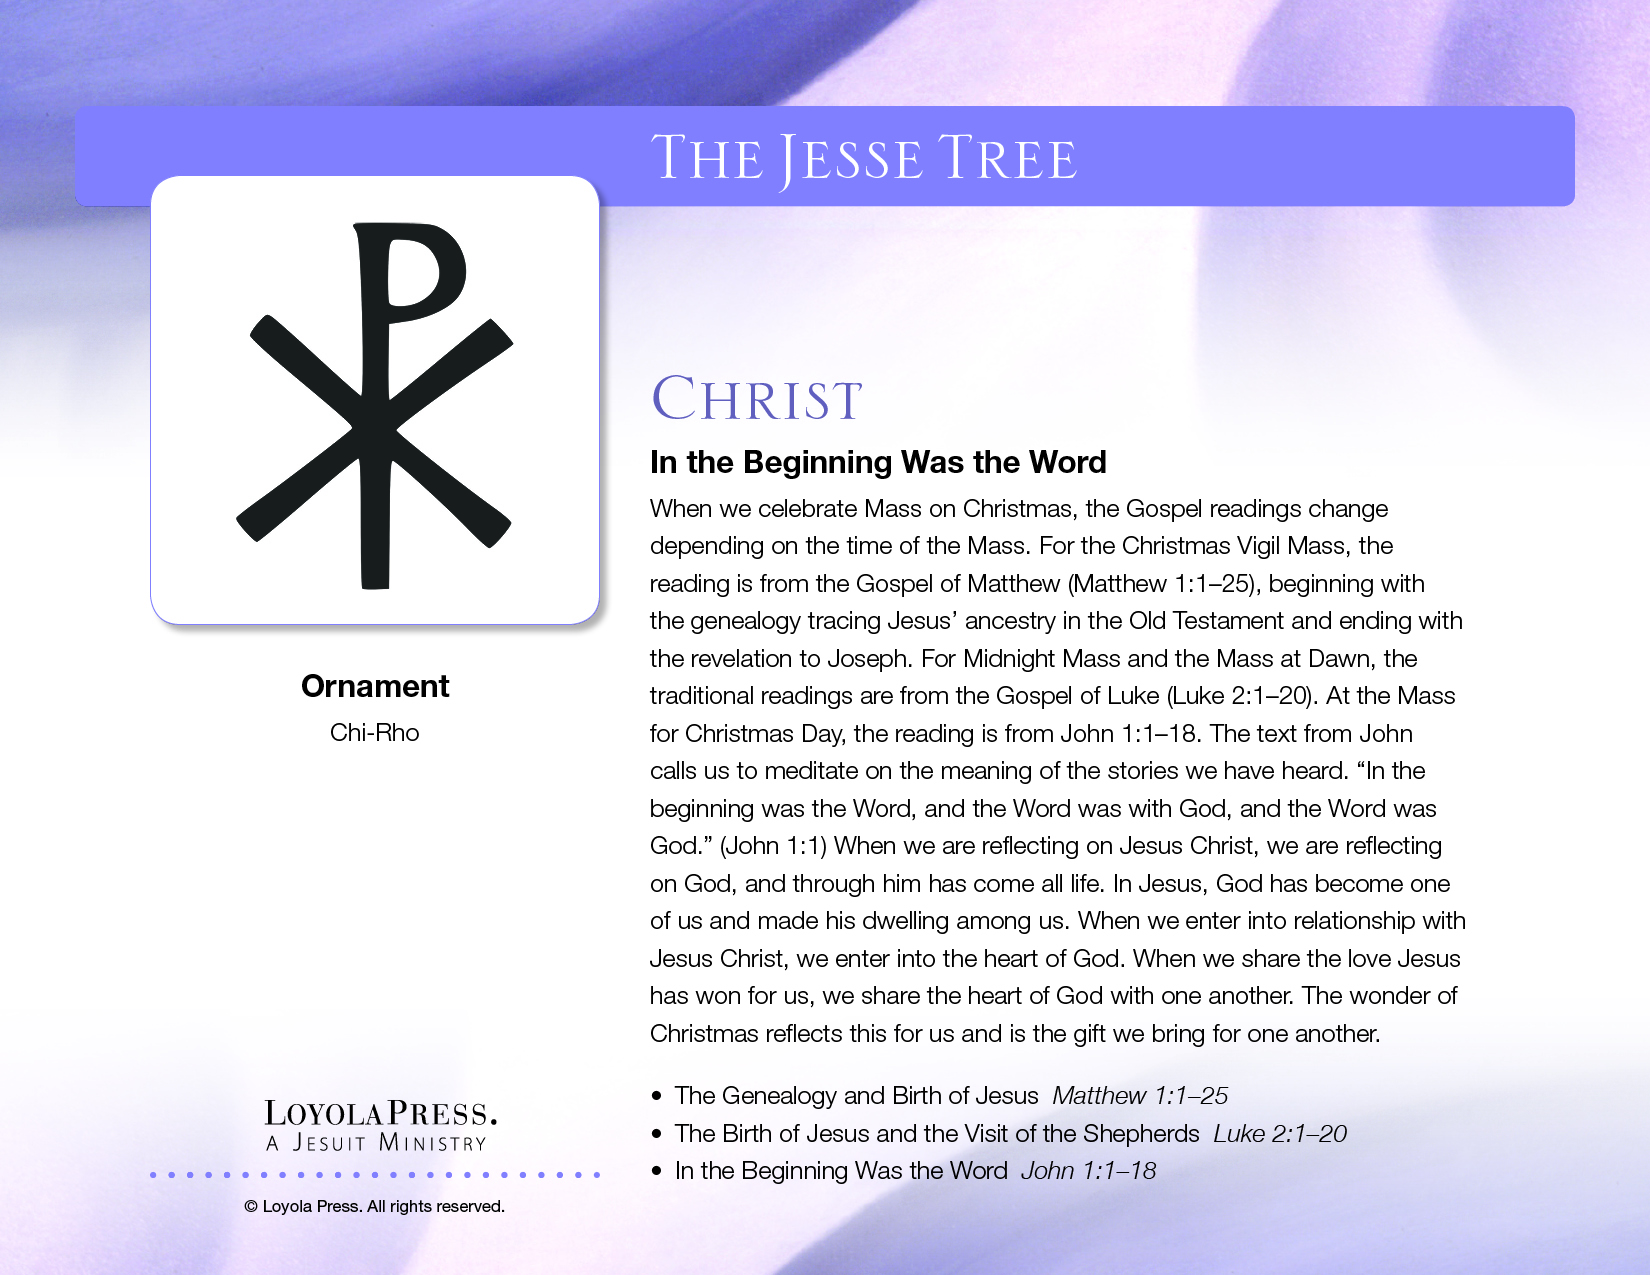 The Jesse Tree
Ornament
Chi-Rho
Christ
In the Beginning Was the Word
When we celebrate Mass on Christmas, the Gospel readings change
depending on the time of the Mass. For the Christmas Vigil Mass, the
reading is from the Gospel of Matthew (Matthew 1:1–25), beginning with
the genealogy tracing Jesus’ ancestry in the Old Testament and ending with
the revelation to Joseph. For Midnight Mass and the Mass at Dawn, the
traditional readings are from the Gospel of Luke (Luke 2:1–20). At the Mass
for Christmas Day, the reading is from John 1:1–18. The text from John
calls us to meditate on the meaning of the stories we have heard. “In the
beginning was the Word, and the Word was with God, and the Word was
God.” (John 1:1) When we are reflecting on Jesus Christ, we are reflecting
on God, and through him has come all life. In Jesus, God has become one
of us and made his dwelling among us. When we enter into relationship with
Jesus Christ, we enter into the heart of God. When we share the love Jesus
has won for us, we share the heart of God with one another. The wonder of
Christmas reflects this for us and is the gift we bring for one another.
• The Genealogy and Birth of Jesus Matthew 1:1–25
• The Birth of Jesus and the Visit of the Shepherds Luke 2:1–20
• In the Beginning Was the Word John 1:1–18
LoyolaPress.
A Jesuit Ministry
© Loyola Press. All rights reserved.